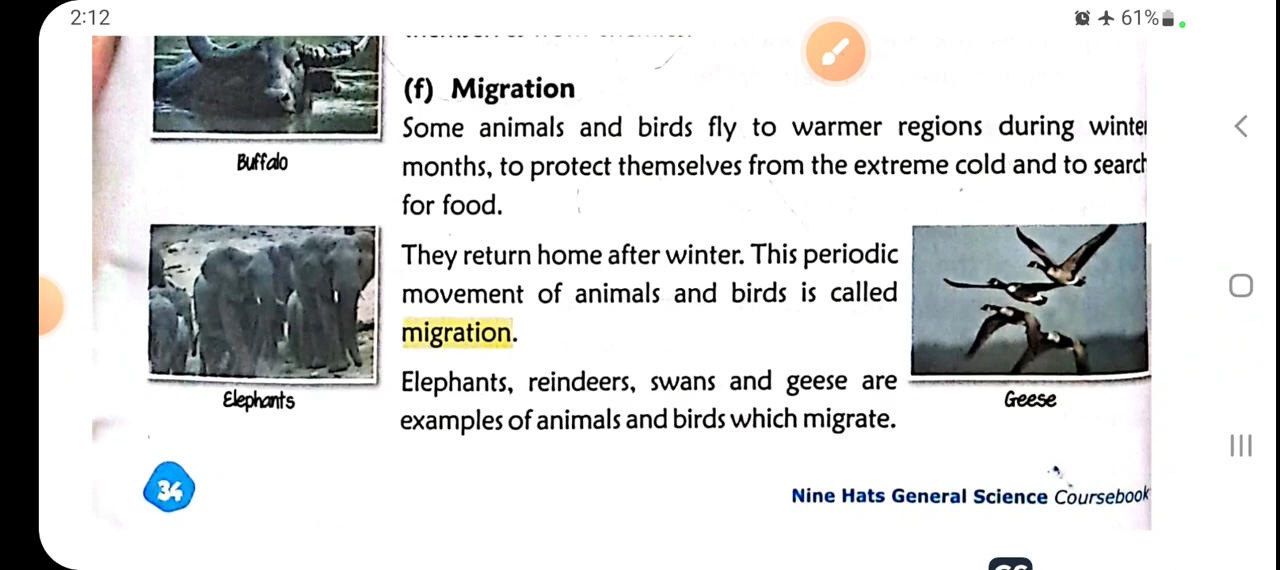 2:12
61%
(f) Migration
Buffalo
Some animals and birds fly to warmer regions during winter
months, to protect themselves from the extreme cold and to search
for food.
They return home after winter. This periodic
movement of animals and birds is called
migration.
Elephants, reindeers, swans and geese are
examples of animals and birds which migrate.
Elephants
Geese
34
Nine Hats General Science Coursebook